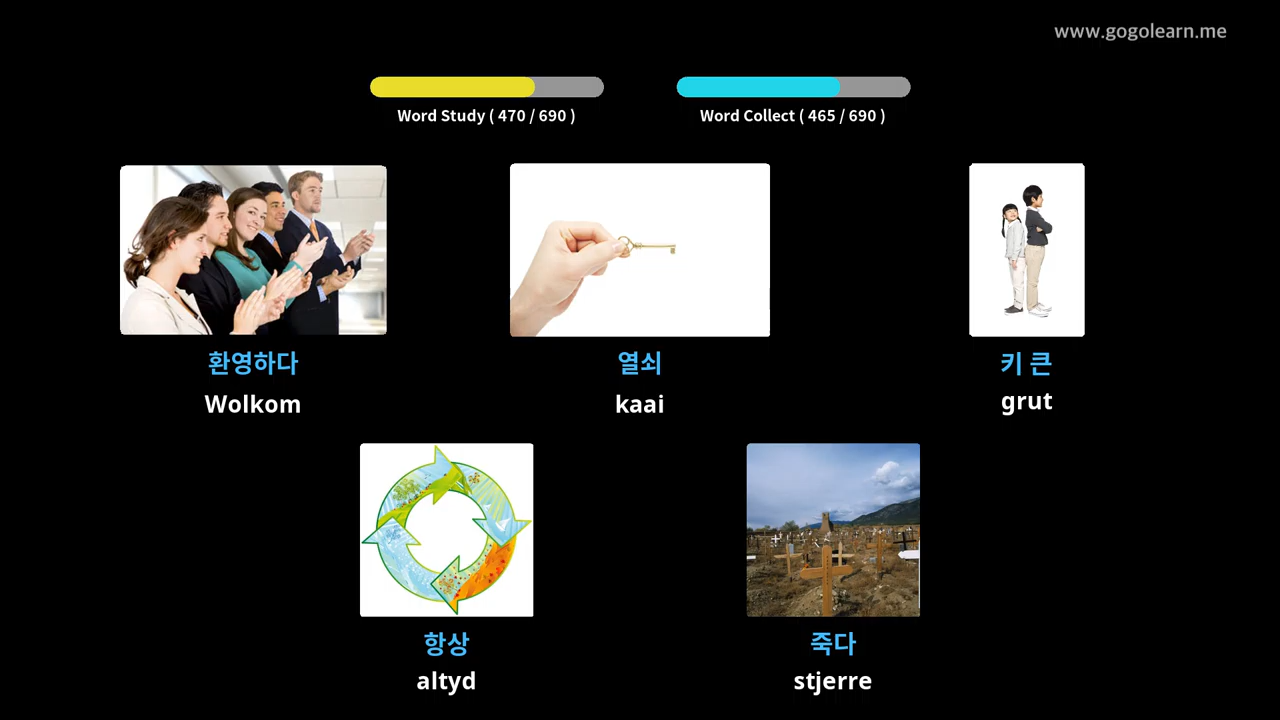 www.gogolearn.me
Word Study ( 470 / 690 )
Word Collect ( 465 / 690 )
환영하다
Wolkom
열쇠
kaai
키 큰
grut
항상
altyd
죽다
stjerre